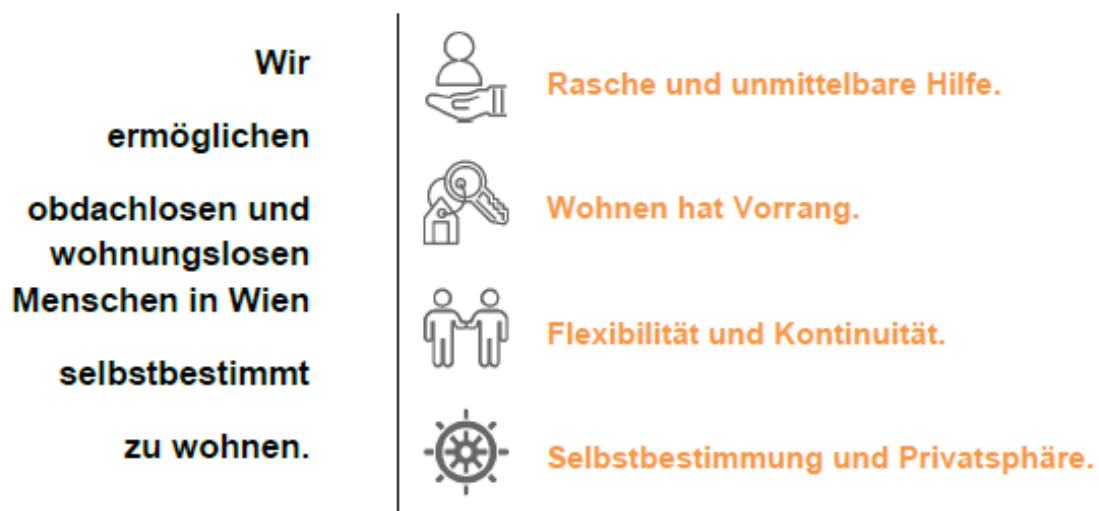 Wir
ermöglichen
obdachlosen und
wohnungslosen
Menschen in Wien
selbstbestimmt
zu wohnen.
Rasche und unmittelbare Hilfe.
Wohnen hat Vorrang.
Flexibilität und Kontinuität.
Selbstbestimmung und Privatsphäre.